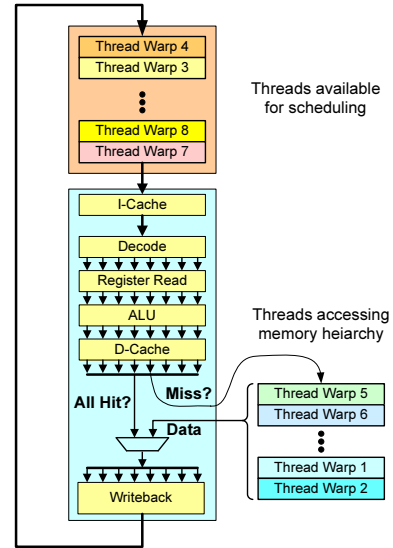 Thread Warp 4
Thread Warp 3
Thread Warp 8
Thread Warp 7
Threads available
for scheduling
I-Cache
Decode
Register Read
ALU
D-Cache
Threads accessing
memory heiarchy
All Hit?
Miss?
Data
Thread Warp 5
Thread Warp 6
Thread Warp 1
Thread Warp 2
Writeback